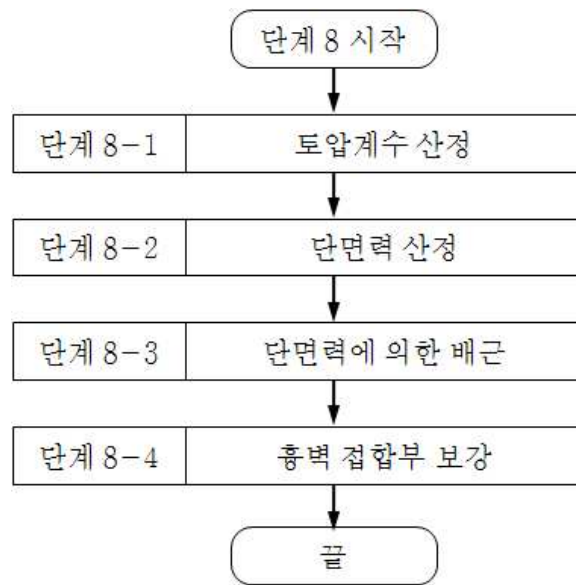 단계 8 시작
단계 8-1 토압계수 산정
단계 8-2 단면력 산정
단계 8-3 단면력에 의한 배근
단계 8-4 흉벽 접합부 보강
끝